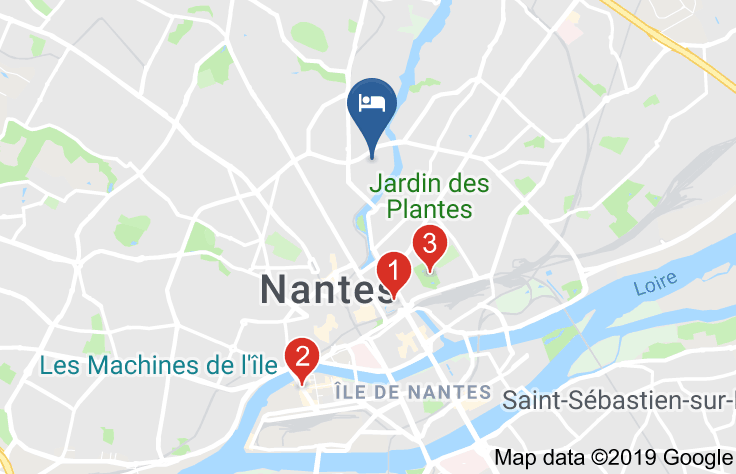 Jardin des
Plantes
3
1
Nantes
Loire
2
Les Machines de l'île
ÎLE DE NANTES
Saint-Sébastien-sur-
Map data ©2019 Google